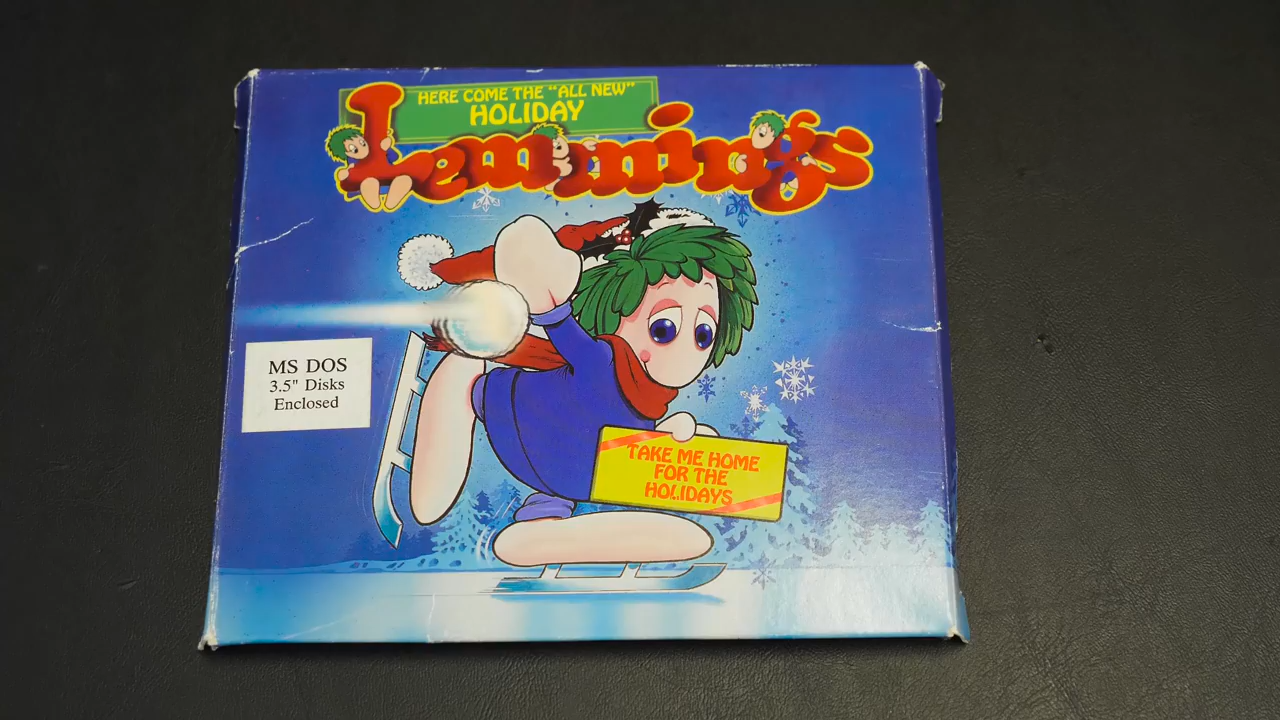 HERE COME THE "ALL NEW"
HOLIDAY
Lemmings
MS DOS
3.5" Disks
Enclosed
TAKE ME HOME
FOR THE
HOLIDAYS